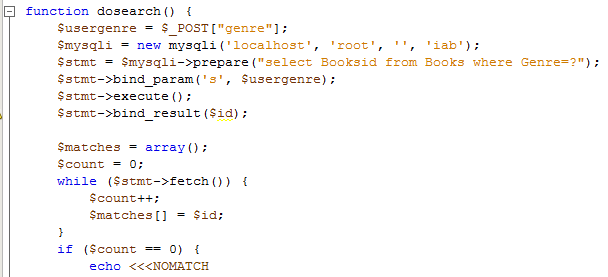 function dosearch() {
    $usergenre = $_POST["genre"];
    $mysqli = new mysqli('localhost', 'root', '', 'iab');
    $stmt = $mysqli->prepare("select Booksid from Books where Genre=?");
    $stmt->bind_param('s', $usergenre);
    $stmt->execute();
    $stmt->bind_result($id);

    $matches = array();
    $count = 0;
    while ($stmt->fetch()) {
        $count++;
        $matches[] = $id;
    }
    if ($count == 0) {
        echo <<<NOMATCH